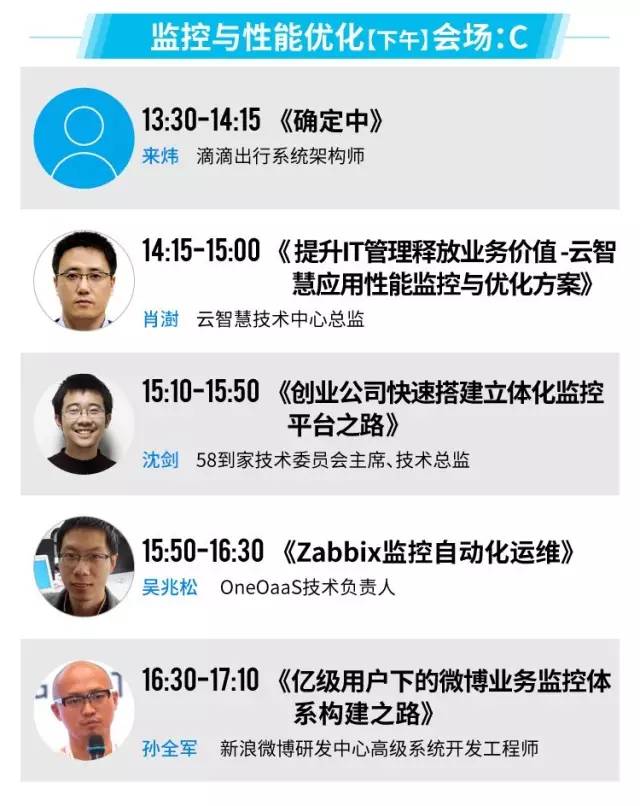 监控与性能优化【下午】会场：C
13:30-14:15 《确定中》
来炜 滴滴出行系统架构师
14:15-15:00 《提升IT管理释放业务价值-云智
慧应用性能监控与优化方案》
肖澍 云智慧技术中心总监
15:10-15:50 《创业公司快速搭建立体化监控
平台之路》
沈剑 58到家技术委员会主席、技术总监
15:50-16:30 《Zabbix监控自动化运维》
吴兆松 OneOaaS技术负责人
16:30-17:10 《亿级用户下的微博业务监控体
系构建之路》
孙全军 新浪微博研发中心高级系统开发工程师